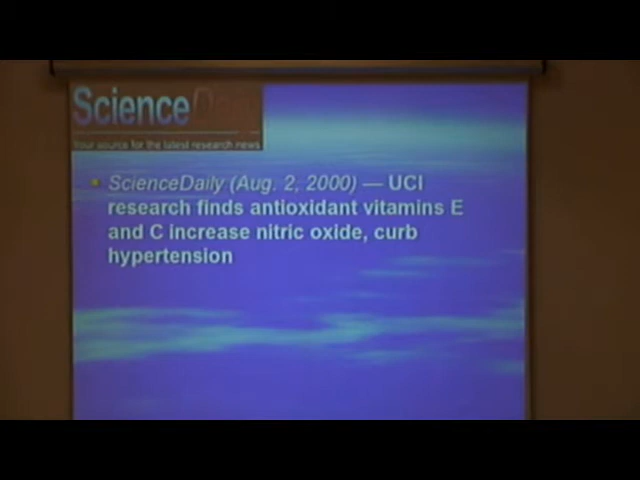 Science
Your source for the latest research news
ScienceDaily (Aug. 2, 2000) — UCI
research finds antioxidant vitamins E
and C increase nitric oxide, curb
hypertension